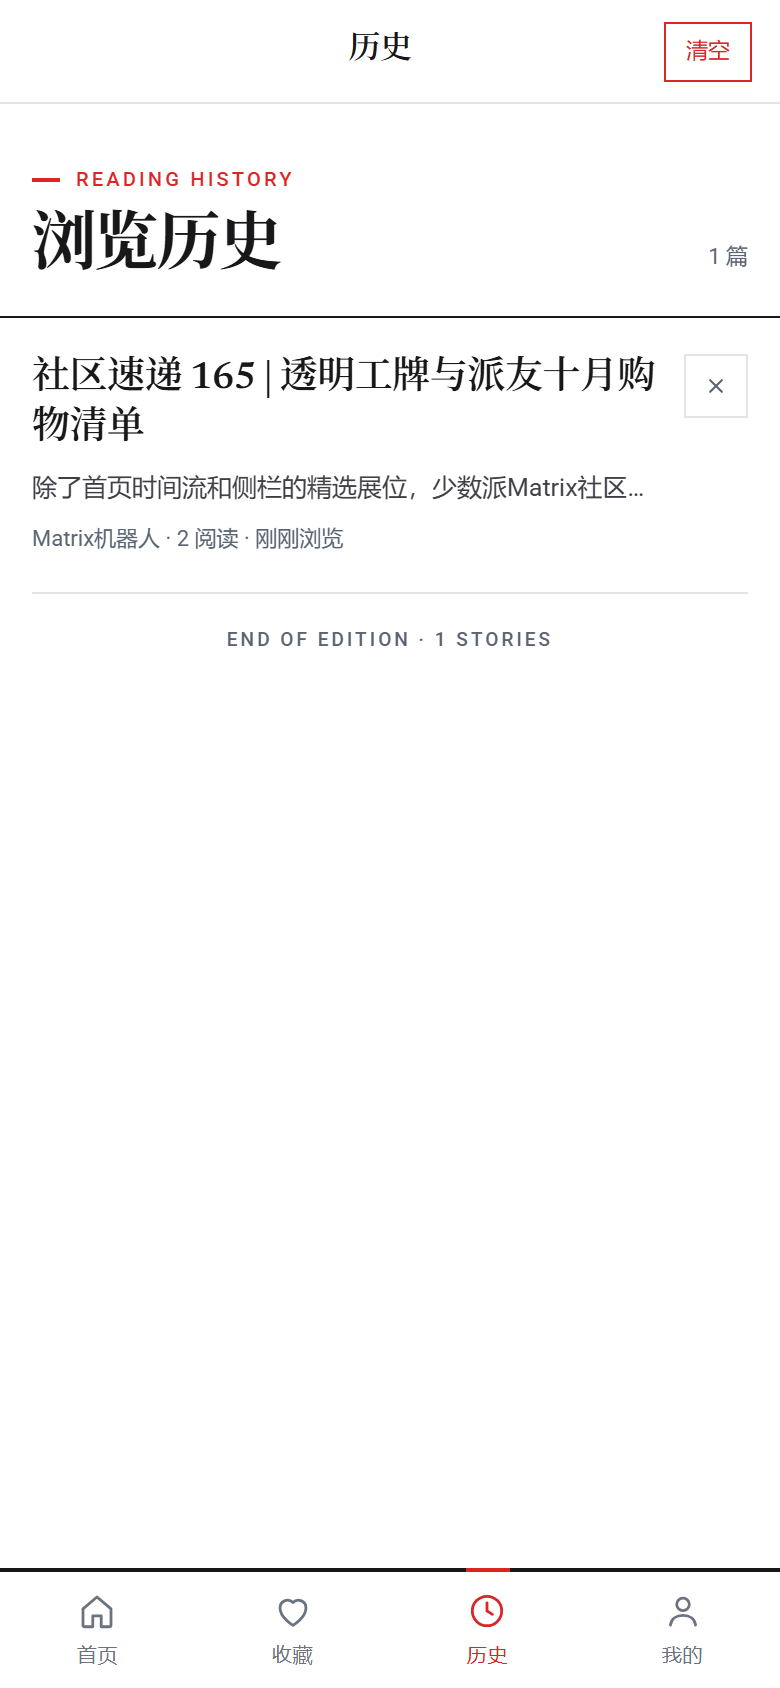 历史
清空
READING HISTORY
浏览历史
1 篇
社区速递 165 | 透明工牌与派友十月购
物清单
除了首页时间流和侧栏的精选展位，少数派Matrix社区...
Matrix机器人 · 2 阅读 · 刚刚浏览
END OF EDITION · 1 STORIES
首页
收藏
历史
我的